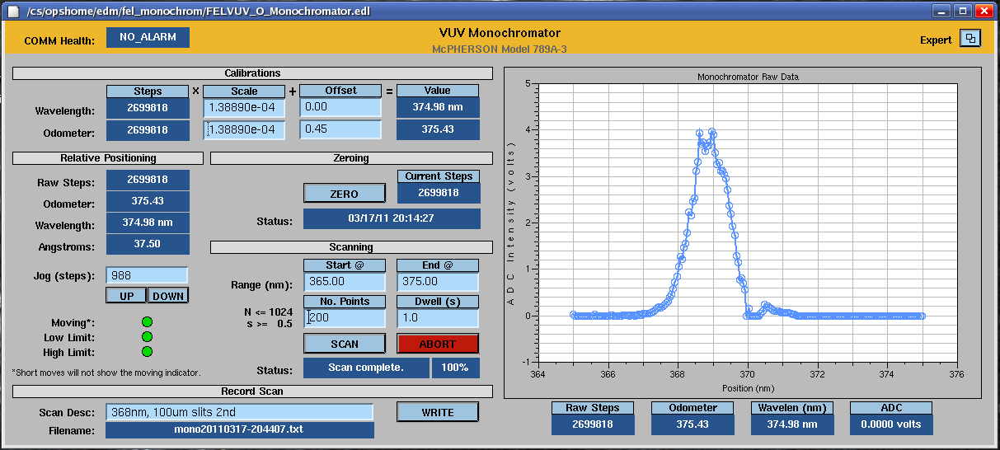 /cs/opshome/edm/fel_monochrom/FELVUV_O_Monochromator.edl
COMM Health: NO_ALARM
VUV Monochromator
McPHERSON Model 789A-3
Expert
Calibrations
Steps X Scale + Offset = Value
Wavelength: 2699818 1.38890e-04 0.00 374.98 nm
Odometer: 2699818 1.38890e-04 0.45 375.43
Relative Positioning
Raw Steps: 2699818
Odometer: 375.43
Wavelength: 374.98 nm
Angstroms: 37.50
Jog (steps): 988
UP DOWN
Moving*:
Low Limit:
High Limit:
*Short moves will not show the moving indicator.
Zeroing
Current Steps
ZERO 2699818
Status: 03/17/11 20:14:27
Scanning
Start @ End @
Range (nm): 365.00 375.00
No. Points Dwell (s)
N <= 1024
s >= 0.5
200 1.0
SCAN ABORT
Status: Scan complete. 100%
Record Scan
Scan Desc: 368nm, 100um slits 2nd
WRITE
Filename: mono20110317-204407.txt
Monochromator Raw Data
ADC Intensity (volts)
5
4
3
2
1
0
-1
364 366 368 370 372 374 376
Position (nm)
Raw Steps Odometer Wavelen (nm) ADC
2699818 375.43 374.98 nm 0.0000 volts